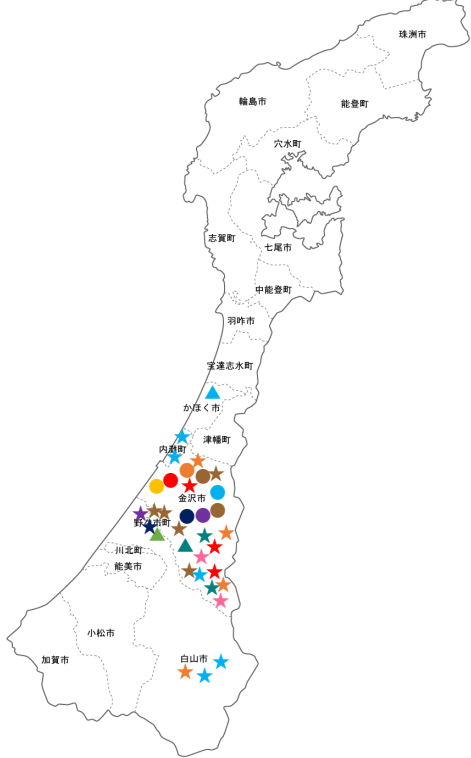 珠洲市
輪島市
能登町
穴水町
志賀町
七尾市
中能登町
羽咋市
宝達志水町
かほく市
津幡町
内灘町
金沢市
野々市町
川北町
能美市
小松市
加賀市
白山市